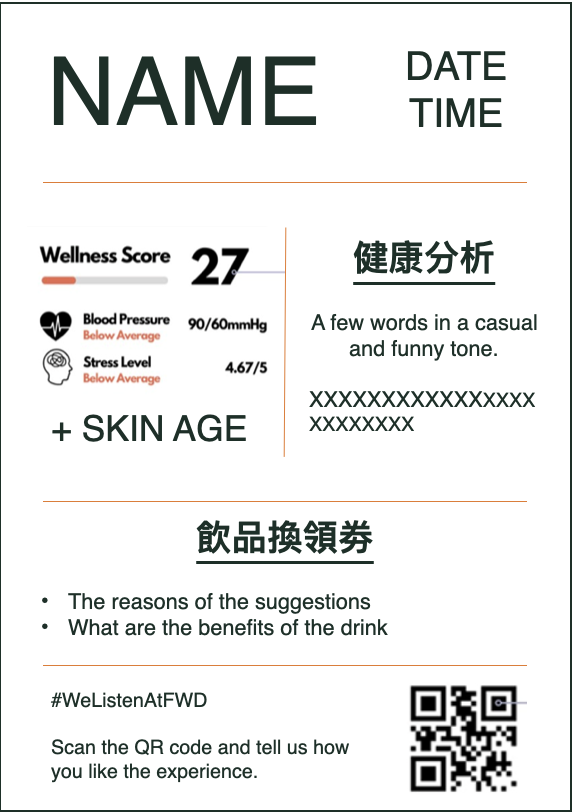 NAME
DATE
TIME
Wellness Score
27
Blood Pressure
Below Average
90/60mmHg
Stress Level
Below Average
4.67/5
+ SKIN AGE
健康分析
A few words in a casual
and funny tone.
XXXXXXXXXXXXXXXX
XXXXXXXX
飲品換領券
• The reasons of the suggestions
• What are the benefits of the drink
#WeListenAtFWD
Scan the QR code and tell us how
you like the experience.